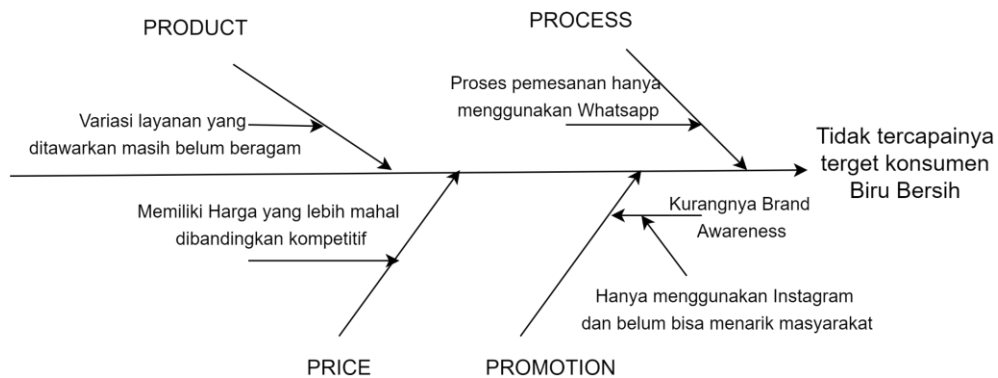 PRODUCT
PROCESS
Variasi layanan yang
ditawarkan masih belum beragam
Proses pemesanan hanya
menggunakan Whatsapp
Tidak tercapainya
terget konsumen
Biru Bersih
Memiliki Harga yang lebih mahal
dibandingkan kompetitif
Kurangnya Brand
Awareness
Hanya menggunakan Instagram
dan belum bisa menarik masyarakat
PRICE
PROMOTION